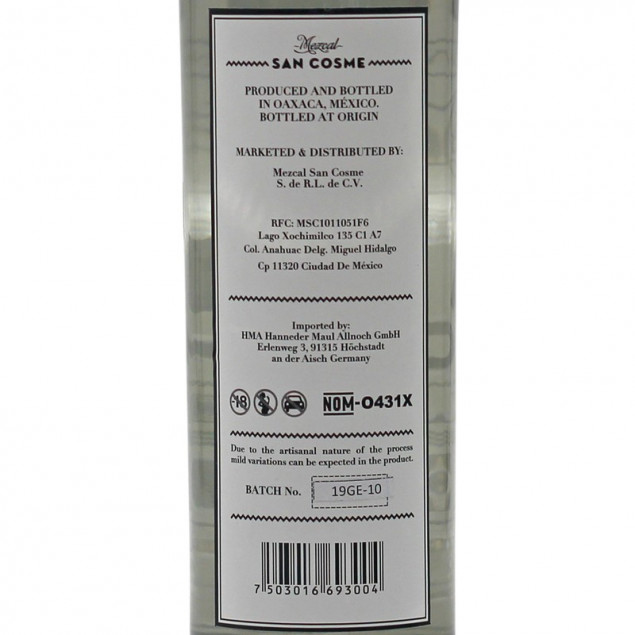 Mezcal
SAN COSME
PRODUCED AND BOTTLED
IN OAXACA, MÉXICO.
BOTTLED AT ORIGIN
MARKETED & DISTRIBUTED BY:
Mezcal San Cosme
S. de R.L. de C.V.
RFC: MSC1011051F6
Lago Xochimilco 135 C1 A7
Col. Anahuac Delg. Miguel Hidalgo
Cp 11320 Ciudad De México
Imported by:
HMA Hanneder Maul Allnoch GmbH
Erlenweg 3, 91315 Höchstadt
an der Aisch Germany
-18 NOM-O431X
Due to the artisanal nature of the process
mild variations can be expected in the product.
BATCH No. 19GE-10
7 503016 693004